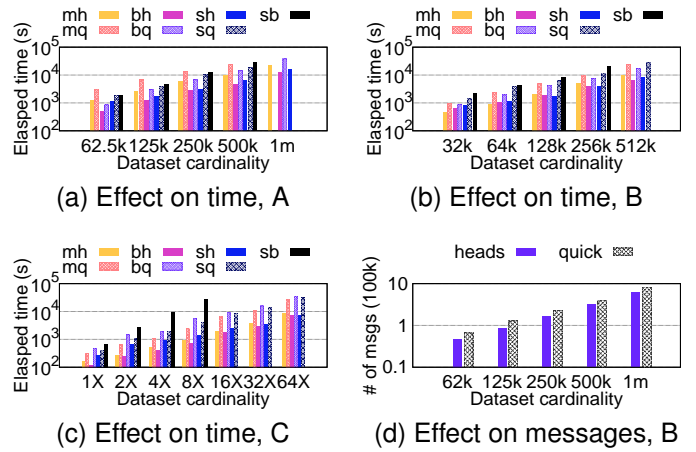 mh bh sh sb
mq bq sq
Elasped time (s)
10^5
10^4
10^3
10^2
62.5k 125k 250k 500k 1m
Dataset cardinality
(a) Effect on time, A
mh bh sh sb
mq bq sq
Elasped time (s)
10^5
10^4
10^3
10^2
32k 64k 128k 256k 512k
Dataset cardinality
(b) Effect on time, B
mh bh sh sb
mq bq sq
Elasped time (s)
10^5
10^4
10^3
10^2
1X 2X 4X 8X 16X 32X 64X
Dataset cardinality
(c) Effect on time, C
heads quick
# of msgs (100k)
10
1
0.1
62k 125k 250k 500k 1m
Dataset cardinality
(d) Effect on messages, B